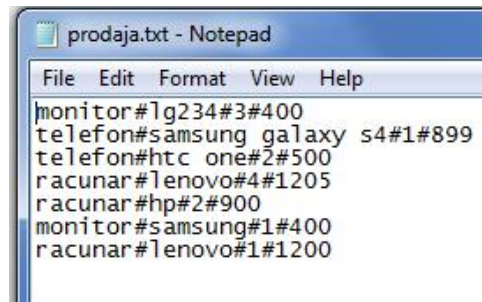 prodaja.txt - Notepad
File Edit Format View Help
monitor#lg234#3#400
telefon#samsung galaxy s4#1#899
telefon#htc one#2#500
racunar#lenovo#4#1205
racunar#hp#2#900
monitor#samsung#1#400
racunar#lenovo#1#1200